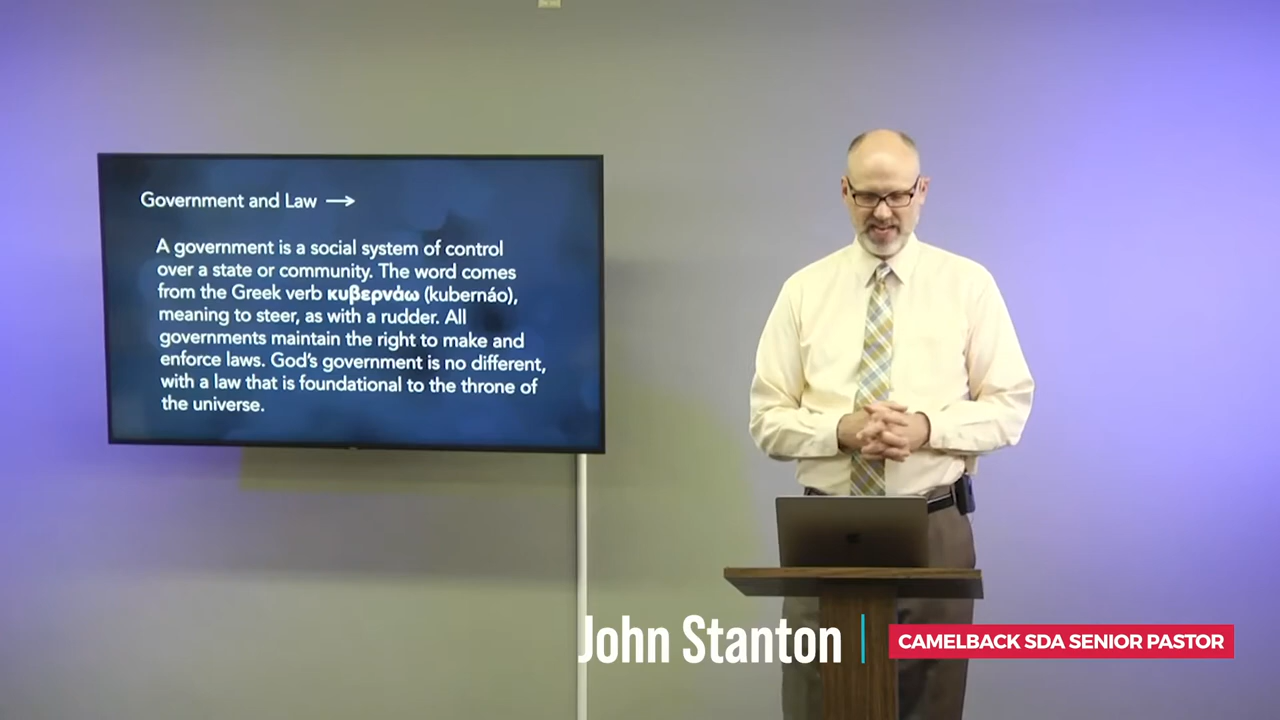 Government and Law →
A government is a social system of control
over a state or community. The word comes
from the Greek verb κυβερνάω (kubernáo),
meaning to steer, as with a rudder. All
governments maintain the right to make and
enforce laws. God's government is no different,
with a law that is foundational to the throne of
the universe.
John Stanton
CAMELBACK SDA SENIOR PASTOR